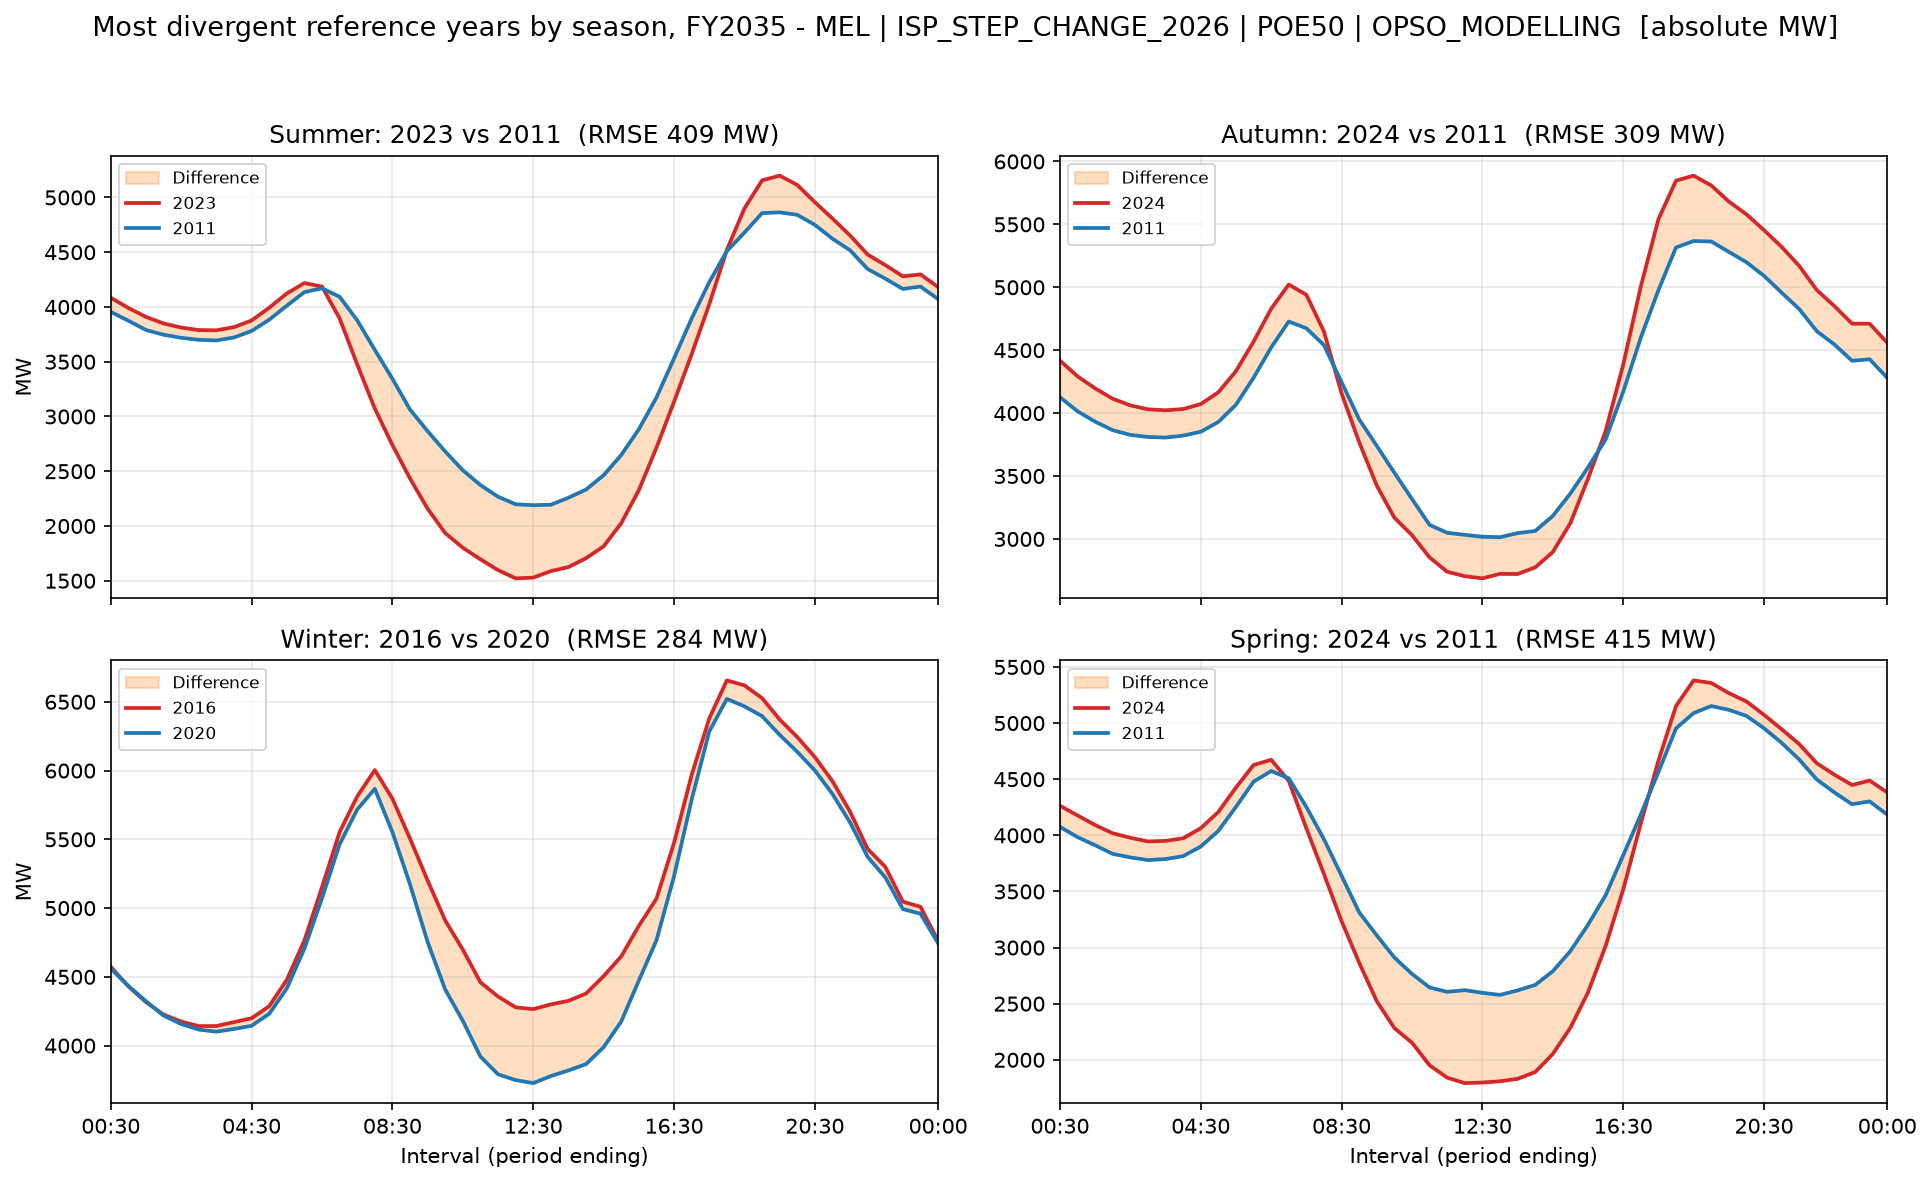 Most divergent reference years by season, FY2035 - MEL | ISP_STEP_CHANGE_2026 | POE50 | OPSO_MODELLING  [absolute MW]
Summer: 2023 vs 2011  (RMSE 409 MW)
Difference
2023
2011
5000
4500
4000
3500
3000
2500
2000
1500
MW
Autumn: 2024 vs 2011  (RMSE 309 MW)
Difference
2024
2011
6000
5500
5000
4500
4000
3500
3000
Winter: 2016 vs 2020  (RMSE 284 MW)
Difference
2016
2020
6500
6000
5500
5000
4500
4000
MW
00:30 04:30 08:30 12:30 16:30 20:30 00:00
Interval (period ending)
Spring: 2024 vs 2011  (RMSE 415 MW)
Difference
2024
2011
5500
5000
4500
4000
3500
3000
2500
2000
00:30 04:30 08:30 12:30 16:30 20:30 00:00
Interval (period ending)